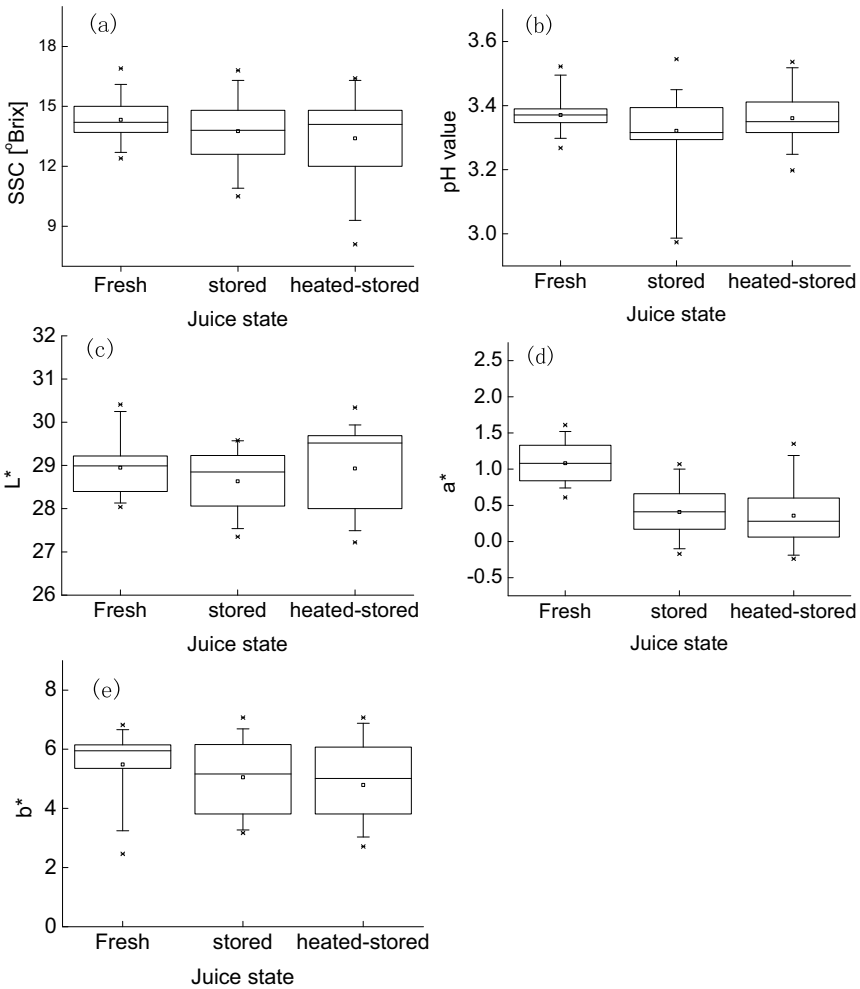 (a)
18
15
12
9
SSC [°Brix]
Fresh stored heated-stored
Juice state
(b)
3.6
3.4
3.2
3.0
pH value
Fresh stored heated-stored
Juice state
(c)
32
31
30
29
28
27
26
L*
Fresh stored heated-stored
Juice state
(d)
2.5
2.0
1.5
1.0
0.5
0.0
-0.5
a*
Fresh stored heated-stored
Juice state
(e)
8
6
4
2
0
b*
Fresh stored heated-stored
Juice state